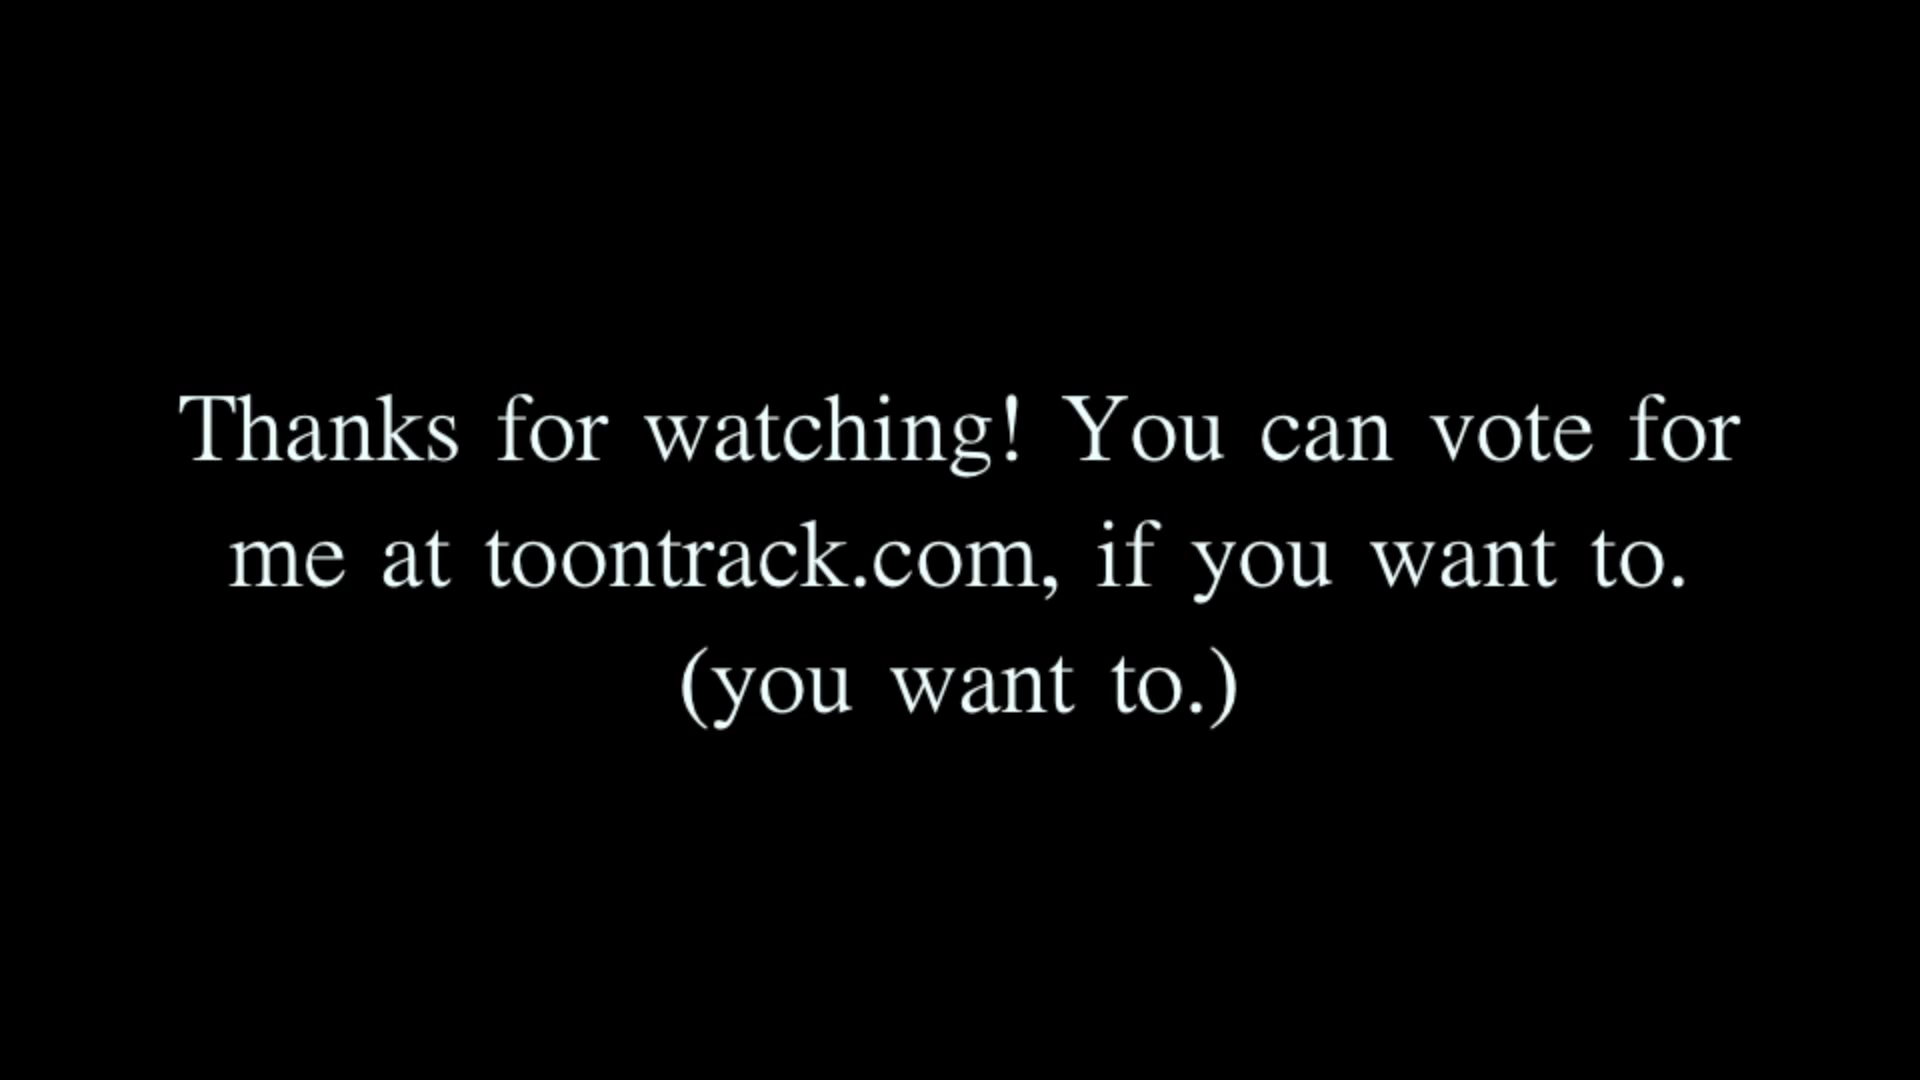 Thanks for watching! You can vote for
me at toontrack.com, if you want to.
(you want to.)